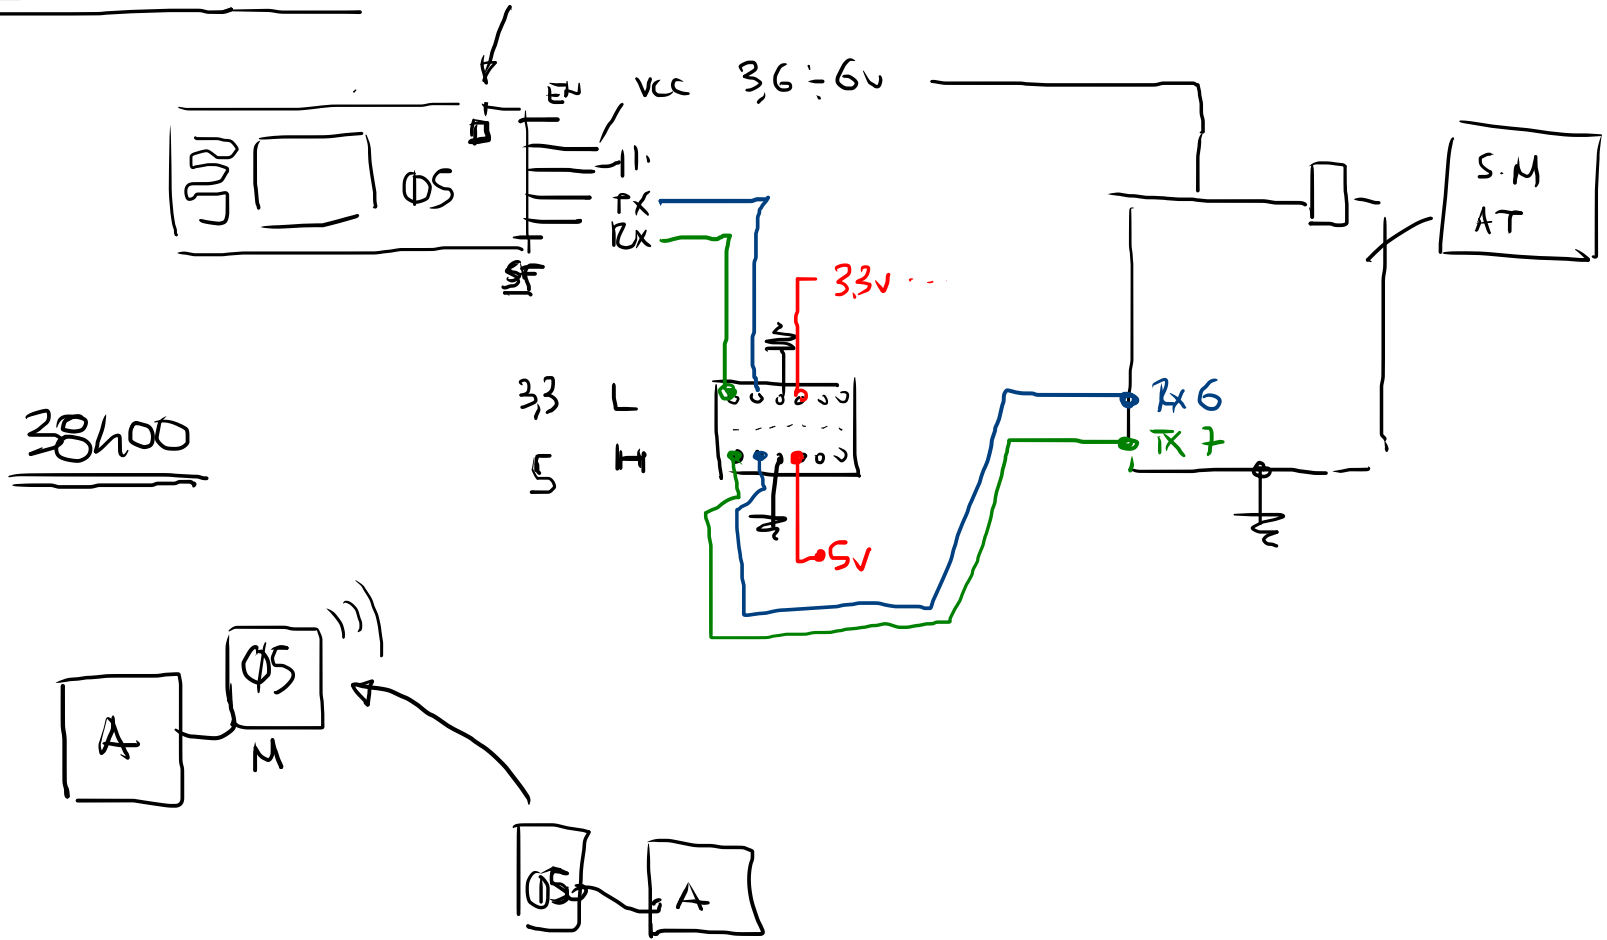 EN
VCC 3,6 ÷ 6v
S.M
AT
05
TX
RX
3,3v
3,3 L
Rx 6
38400
TX 7
5 H
5v
05
A
M
05
A